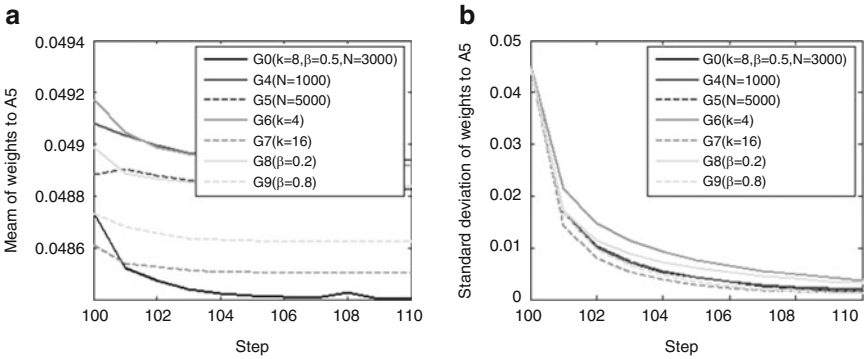 a
Meam of weights to A5
0.0494
0.0492
0.049
0.0488
0.0486
100
102
104
106
108
110
Step
G0(k=8,β=0.5,N=3000)
G4(N=1000)
G5(N=5000)
G6(k=4)
G7(k=16)
G8(β=0.2)
G9(β=0.8)
b
Standard deviation of weights to A5
0.05
0.04
0.03
0.02
0.01
0
100
102
104
106
108
110
Step
G0(k=8,β=0.5,N=3000)
G4(N=1000)
G5(N=5000)
G6(k=4)
G7(k=16)
G8(β=0.2)
G9(β=0.8)